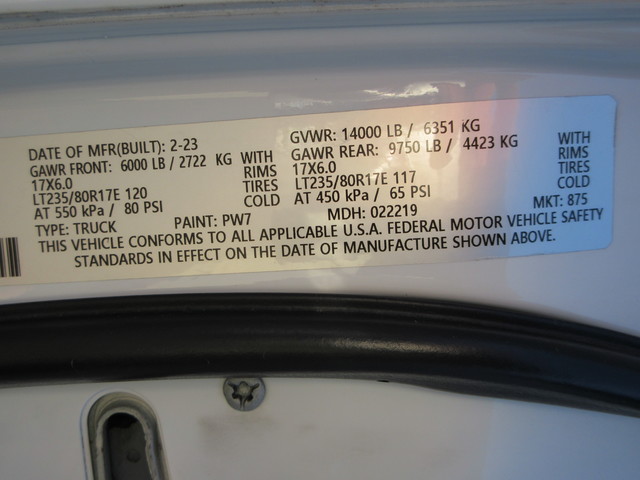 DATE OF MFR(BUILT): 2-23 GVWR: 14000 LB / 6351 KG
GAWR FRONT: 6000 LB / 2722 KG WITH GAWR REAR: 9750 LB / 4423 KG WITH
17X6.0 RIMS 17X6.0 RIMS
LT235/80R17E 120 TIRES LT235/80R17E 117 TIRES
AT 550 kPa / 80 PSI COLD AT 450 kPa / 65 PSI COLD
TYPE: TRUCK PAINT: PW7 MDH: 022219 MKT: 875
THIS VEHICLE CONFORMS TO ALL APPLICABLE U.S.A. FEDERAL MOTOR VEHICLE SAFETY
STANDARDS IN EFFECT ON THE DATE OF MANUFACTURE SHOWN ABOVE.